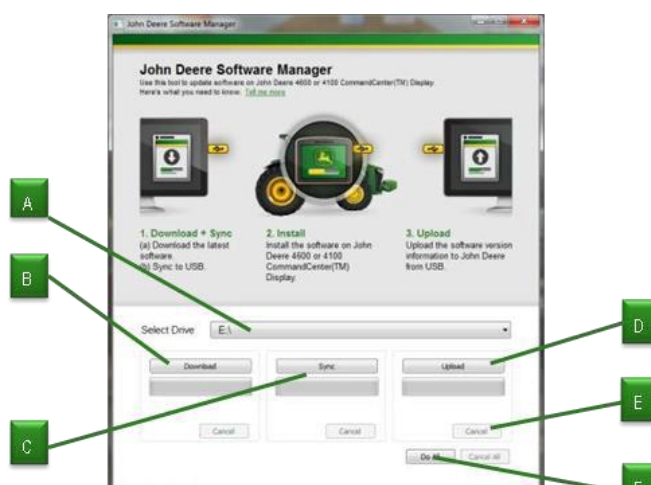 John Deere Software Manager
John Deere Software Manager
Use this tool to update software on John Deere 4600 or 4100 CommandCenter(TM) Display.
Here's what you need to know. Tell me more
1. Download + Sync
(a) Download the latest
software.
(b) Sync to USB.
2. Install
Install the software on John
Deere 4600 or 4100
CommandCenter(TM)
Display.
3. Upload
Upload the software version
information to John Deere
from USB.
A
B
Select Drive E:\
D
Download Sync Upload
E
C
Cancel Cancel Cancel
Do All Cancel All
F